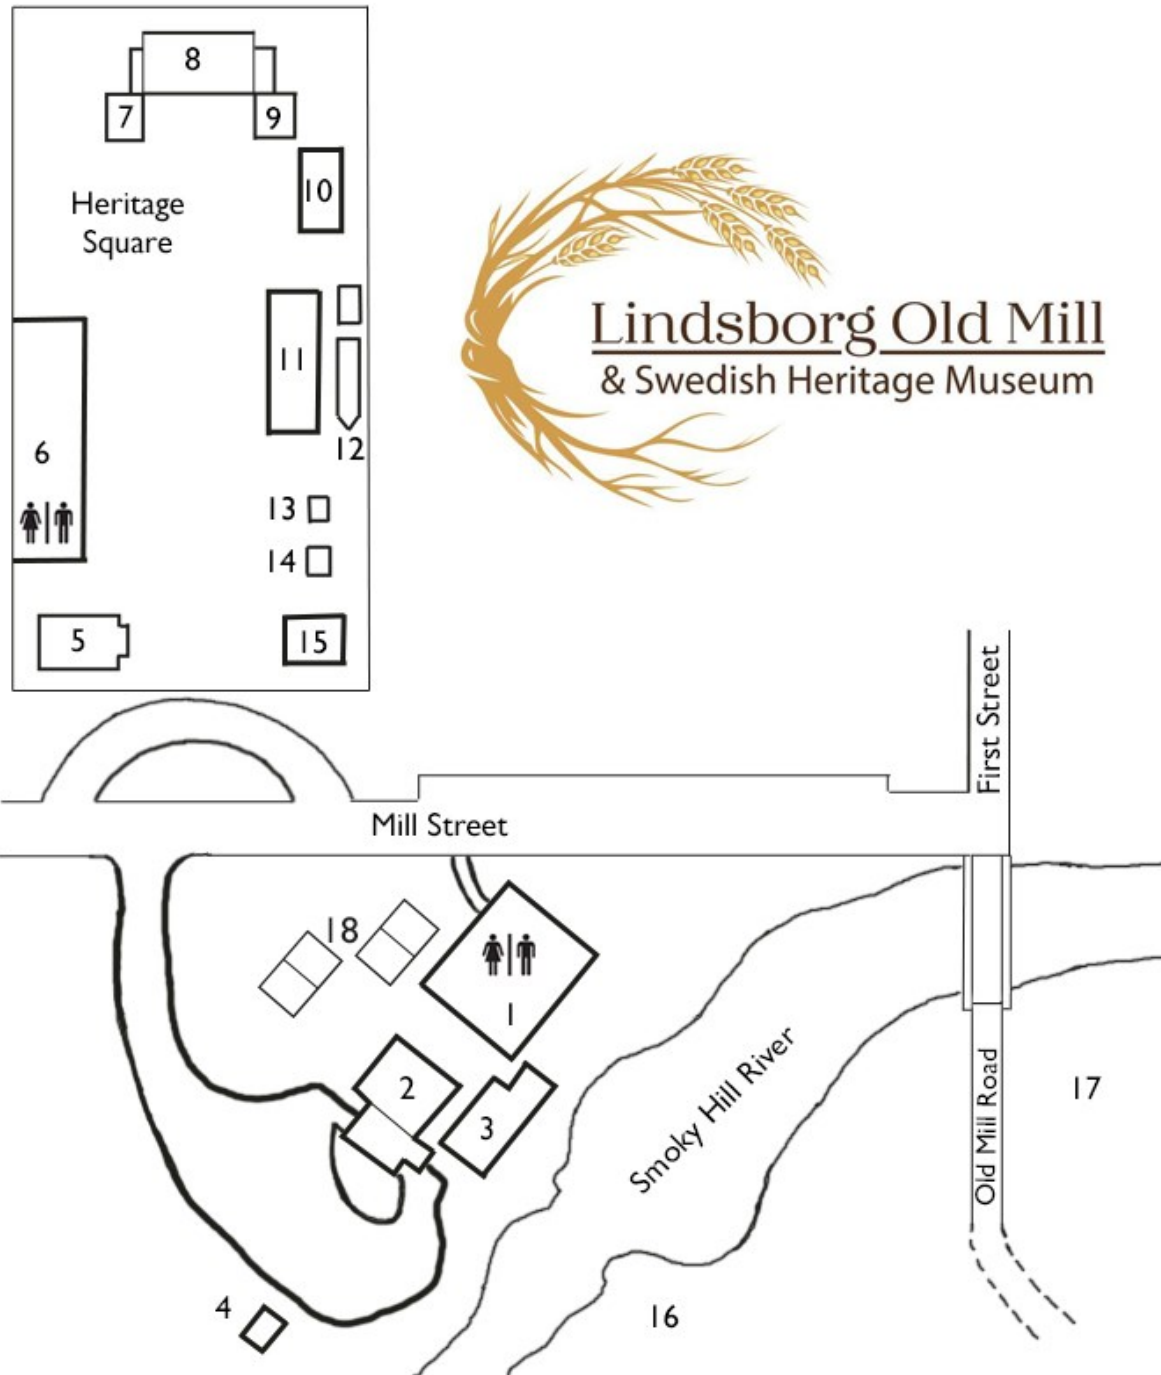 8
7
9
10
Heritage
Square
11
12
6
13
14
5
15
Lindsborg Old Mill
& Swedish Heritage Museum
First Street
Mill Street
18
1
2
3
Smoky Hill River
Old Mill Road
17
4
16